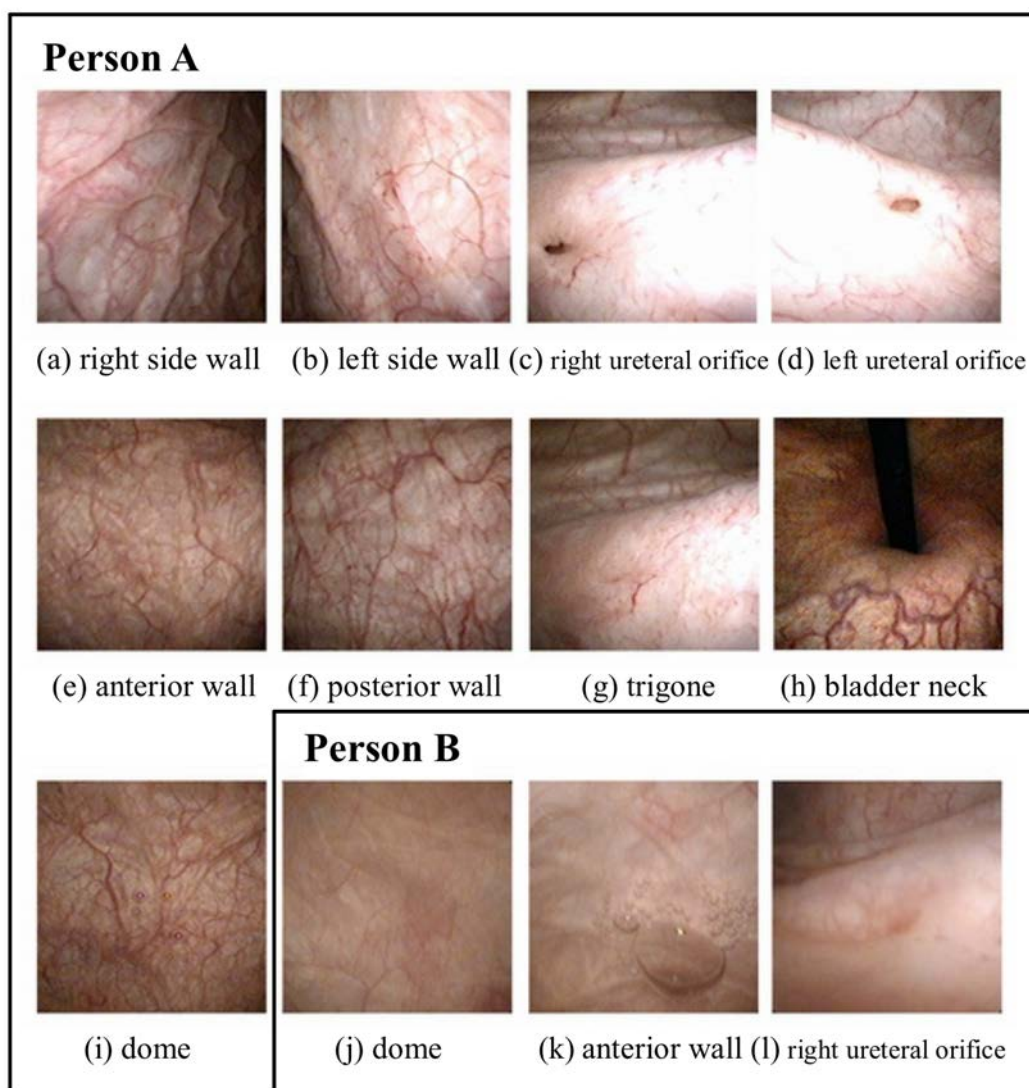 Person A
(a) right side wall (b) left side wall (c) right ureteral orifice (d) left ureteral orifice
(e) anterior wall (f) posterior wall (g) trigone (h) bladder neck
Person B
(i) dome (j) dome (k) anterior wall (l) right ureteral orifice